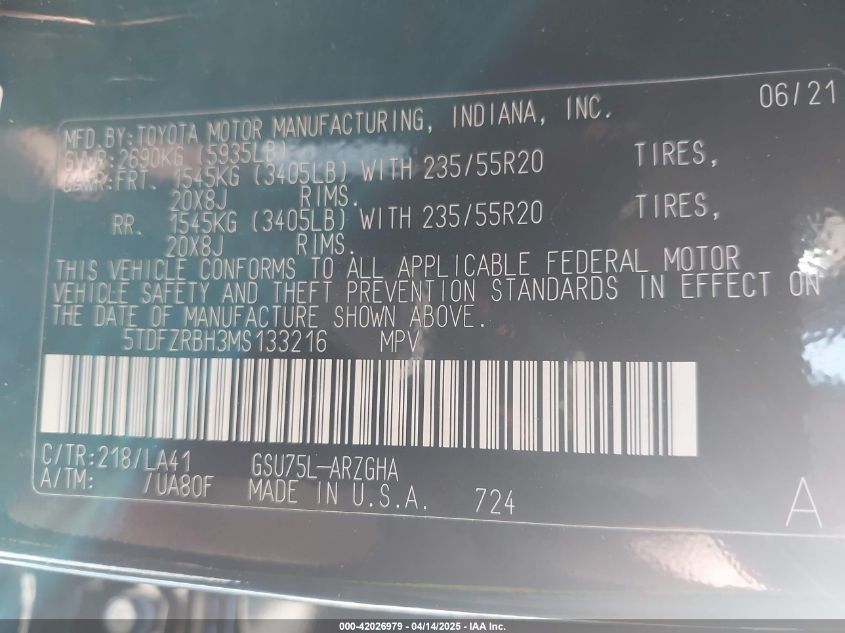 06/21
MFD.BY:TOYOTA MOTOR MANUFACTURING, INDIANA, INC.
GVWR:2690KG (5935LB)
GAWR:FRT. 1545KG (3405LB) WITH 235/55R20 TIRES,
20X8J RIMS.
RR. 1545KG (3405LB) WITH 235/55R20 TIRES,
20X8J RIMS.
THIS VEHICLE CONFORMS TO ALL APPLICABLE FEDERAL MOTOR
VEHICLE SAFETY AND THEFT PREVENTION STANDARDS IN EFFECT ON
THE DATE OF MANUFACTURE SHOWN ABOVE.
5TDFZRBH3MS133216 MPV
C/TR:218/LA41 GSU75L-ARZGHA
A/TM: /UA80F MADE IN U.S.A. 724 A
000-42026979 - 04/14/2025 - IAA Inc.